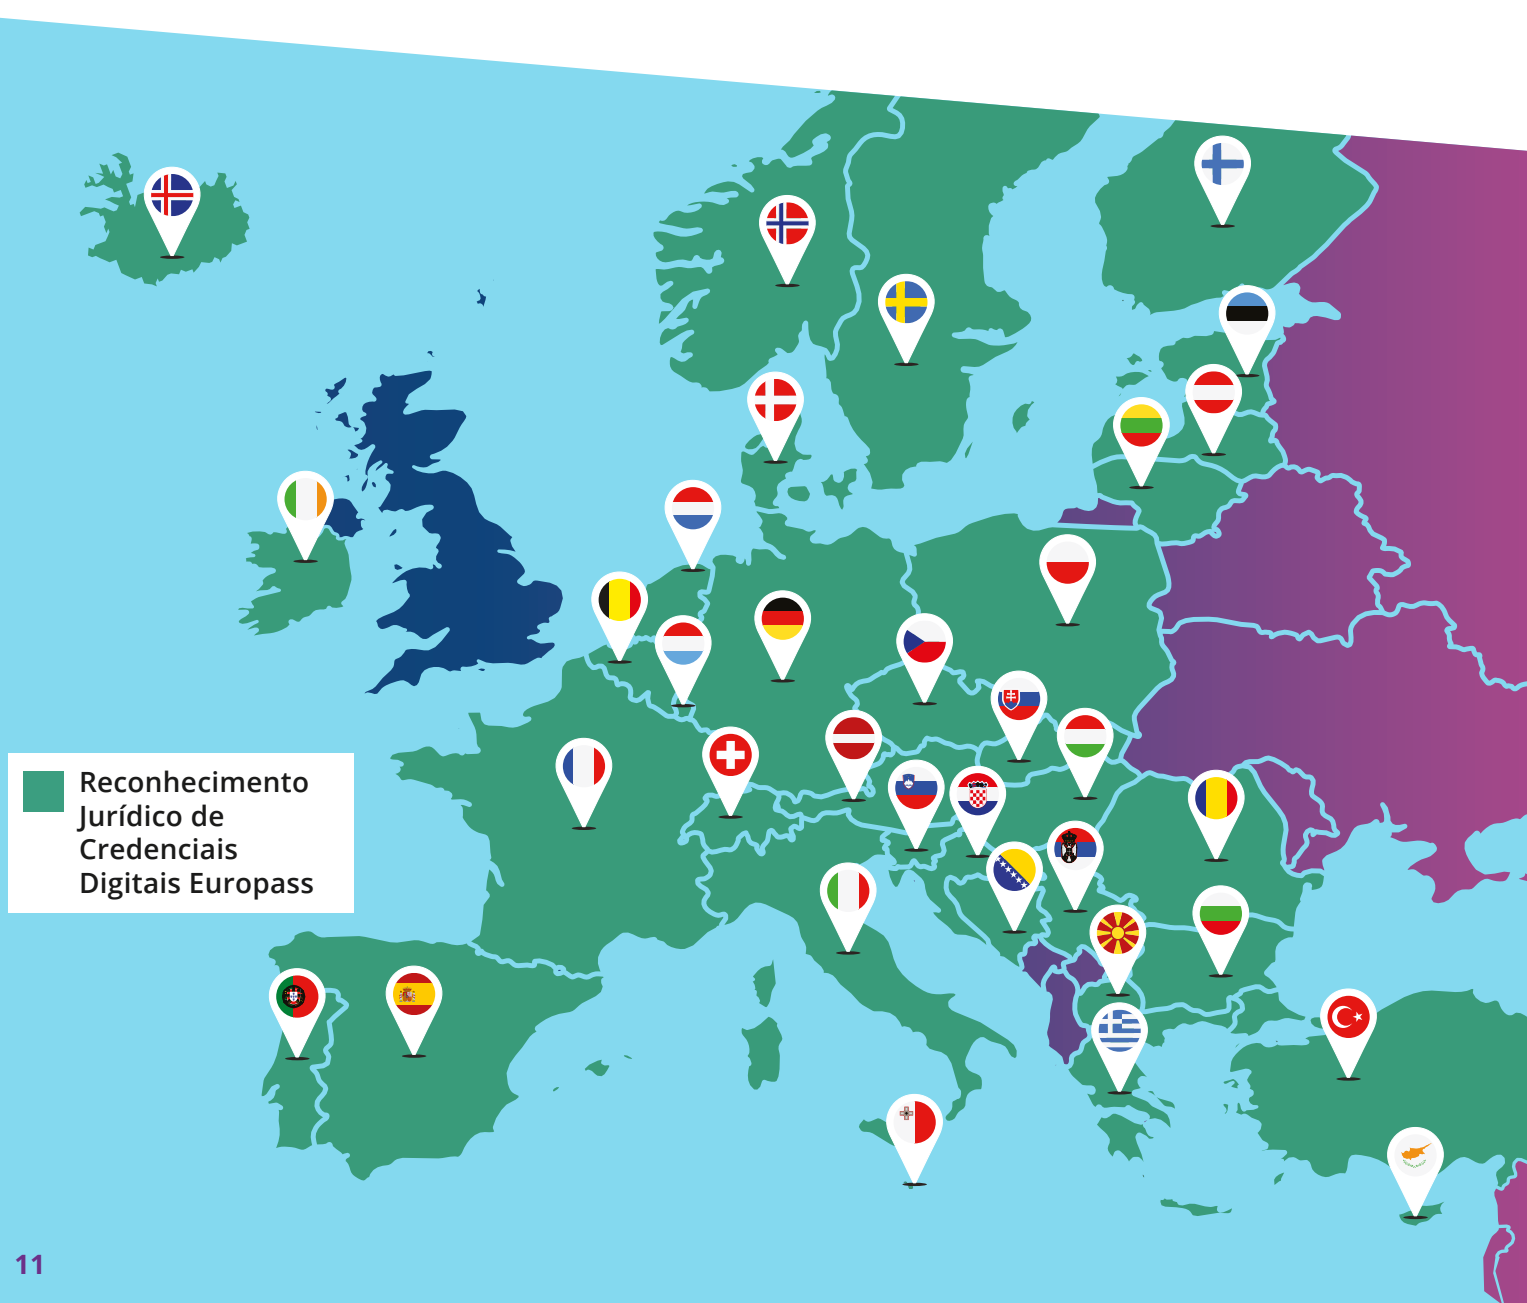 Reconhecimento
Jurídico de
Credenciais
Digitais Europass
11